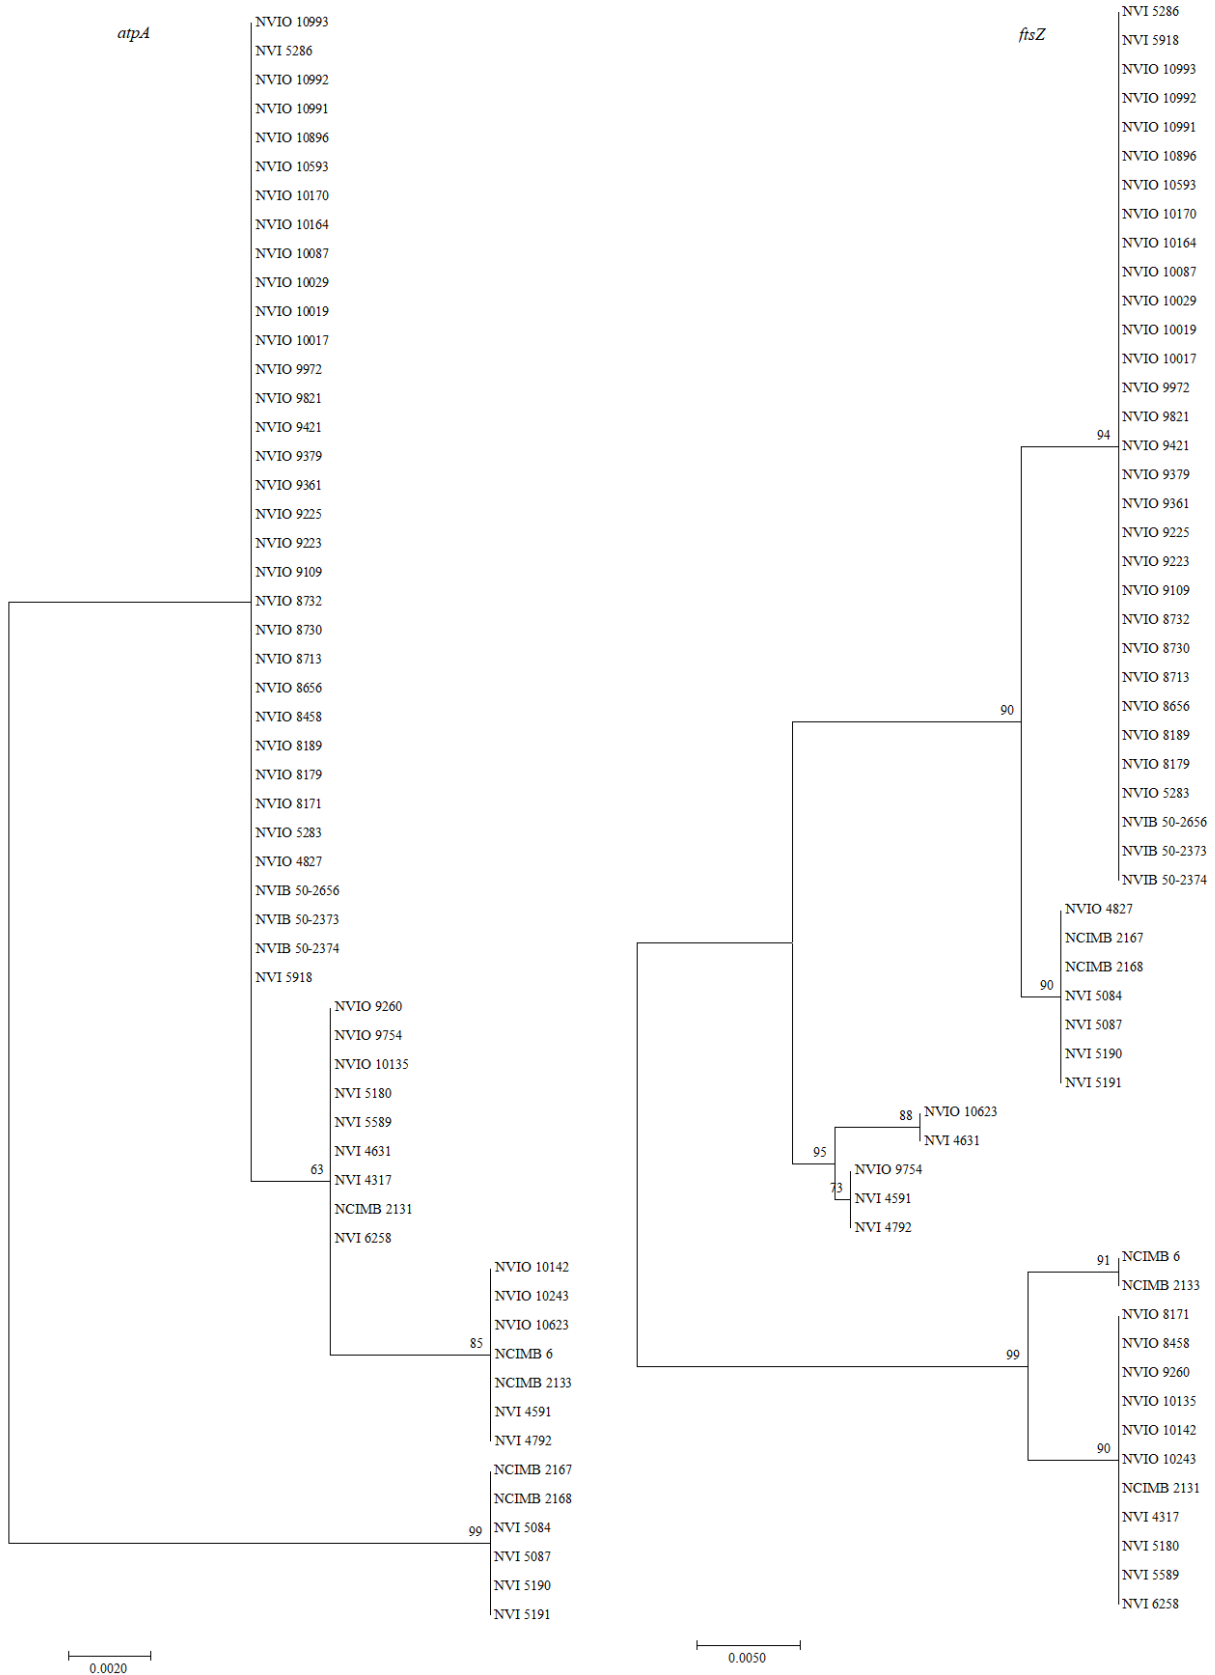 atpA
NVIO 10993
NVI 5286
NVIO 10992
NVIO 10991
NVIO 10896
NVIO 10593
NVIO 10170
NVIO 10164
NVIO 10087
NVIO 10029
NVIO 10019
NVIO 10017
NVIO 9972
NVIO 9821
NVIO 9421
NVIO 9379
NVIO 9361
NVIO 9225
NVIO 9223
NVIO 9109
NVIO 8732
NVIO 8730
NVIO 8713
NVIO 8656
NVIO 8458
NVIO 8189
NVIO 8179
NVIO 8171
NVIO 5283
NVIO 4827
NVIB 50-2656
NVIB 50-2373
NVIB 50-2374
NVI 5918
NVIO 9260
NVIO 9754
NVIO 10135
NVI 5180
NVI 5589
NVI 4631
63
NVI 4317
NCIMB 2131
NVI 6258
NVIO 10142
NVIO 10243
NVIO 10623
85
NCIMB 6
NCIMB 2133
NVI 4591
NVI 4792
NCIMB 2167
NCIMB 2168
99
NVI 5084
NVI 5087
NVI 5190
NVI 5191
0.0020
ftsZ
NVI 5286
NVI 5918
NVIO 10993
NVIO 10992
NVIO 10991
NVIO 10896
NVIO 10593
NVIO 10170
NVIO 10164
NVIO 10087
NVIO 10029
NVIO 10019
NVIO 10017
NVIO 9972
NVIO 9821
94
NVIO 9421
NVIO 9379
NVIO 9361
NVIO 9225
NVIO 9223
NVIO 9109
NVIO 8732
NVIO 8730
NVIO 8713
NVIO 8656
90
NVIO 8189
NVIO 8179
NVIO 5283
NVIB 50-2656
NVIB 50-2373
NVIB 50-2374
NVIO 4827
NCIMB 2167
NCIMB 2168
90
NVI 5084
NVI 5087
NVI 5190
NVI 5191
88
NVIO 10623
NVI 4631
95
NVIO 9754
73
NVI 4591
NVI 4792
91
NCIMB 6
NCIMB 2133
NVIO 8171
NVIO 8458
99
NVIO 9260
NVIO 10135
NVIO 10142
90
NVIO 10243
NCIMB 2131
NVI 4317
NVI 5180
NVI 5589
NVI 6258
0.0050